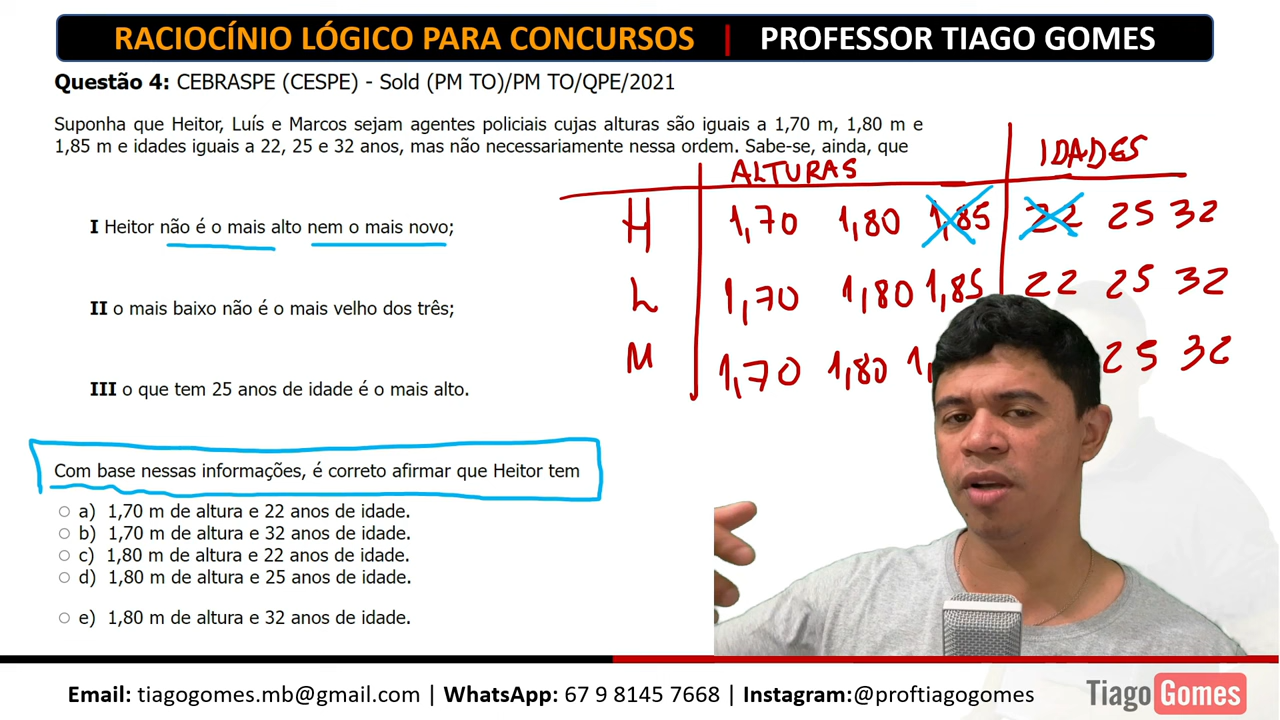 RACIOCÍNIO LÓGICO PARA CONCURSOS | PROFESSOR TIAGO GOMES
Questão 4: CEBRASPE (CESPE) - Sold (PM TO)/PM TO/QPE/2021
Suponha que Heitor, Luís e Marcos sejam agentes policiais cujas alturas são iguais a 1,70 m, 1,80 m e
1,85 m e idades iguais a 22, 25 e 32 anos, mas não necessariamente nessa ordem. Sabe-se, ainda, que
ALTURAS IDADES
H 1,70 1,80 1,85 22 25 32
I Heitor não é o mais alto nem o mais novo;
L 1,70 1,80 1,85 22 25 32
II o mais baixo não é o mais velho dos três;
M 1,70 1,80 25 32
III o que tem 25 anos de idade é o mais alto.
Com base nessas informações, é correto afirmar que Heitor tem
a) 1,70 m de altura e 22 anos de idade.
b) 1,70 m de altura e 32 anos de idade.
c) 1,80 m de altura e 22 anos de idade.
d) 1,80 m de altura e 25 anos de idade.
e) 1,80 m de altura e 32 anos de idade.
Email: tiagogomes.mb@gmail.com | WhatsApp: 67 9 8145 7668 | Instagram:@proftiagogomes
Tiago Gomes